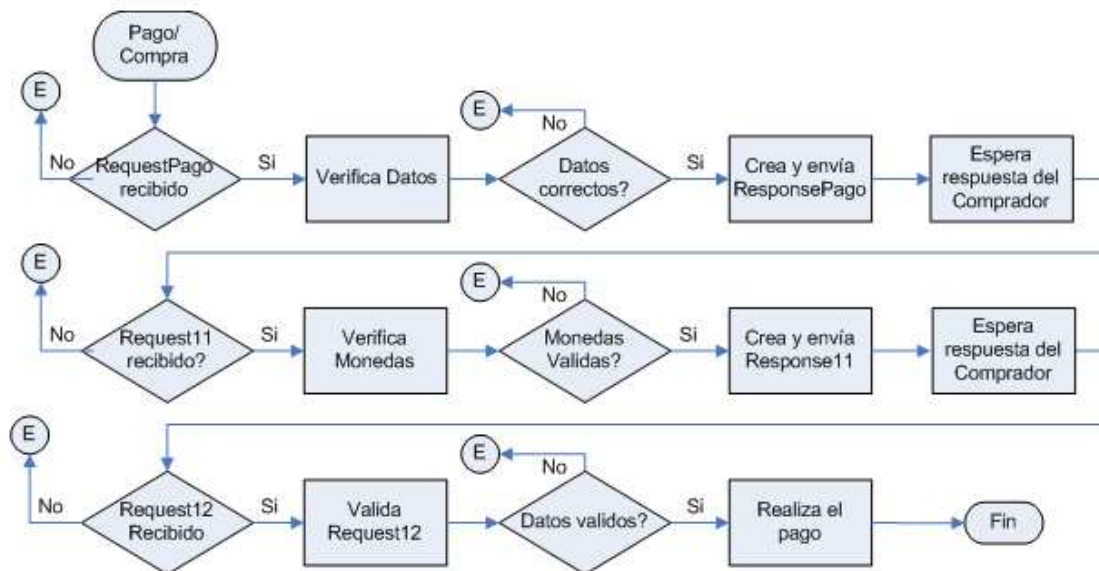 Pago/
Compra
E
E
No
No
RequestPago
recibido
Si
Verifica Datos
Datos
correctos?
Si
Crea y envía
ResponsePago
Espera
respuesta del
Comprador
E
E
No
No
Request11
recibido?
Si
Verifica
Monedas
Monedas
Validas?
Si
Crea y envía
Response11
Espera
respuesta del
Comprador
E
E
No
No
Request12
Recibido
Si
Valida
Request12
Datos validos?
Si
Realiza el
pago
Fin